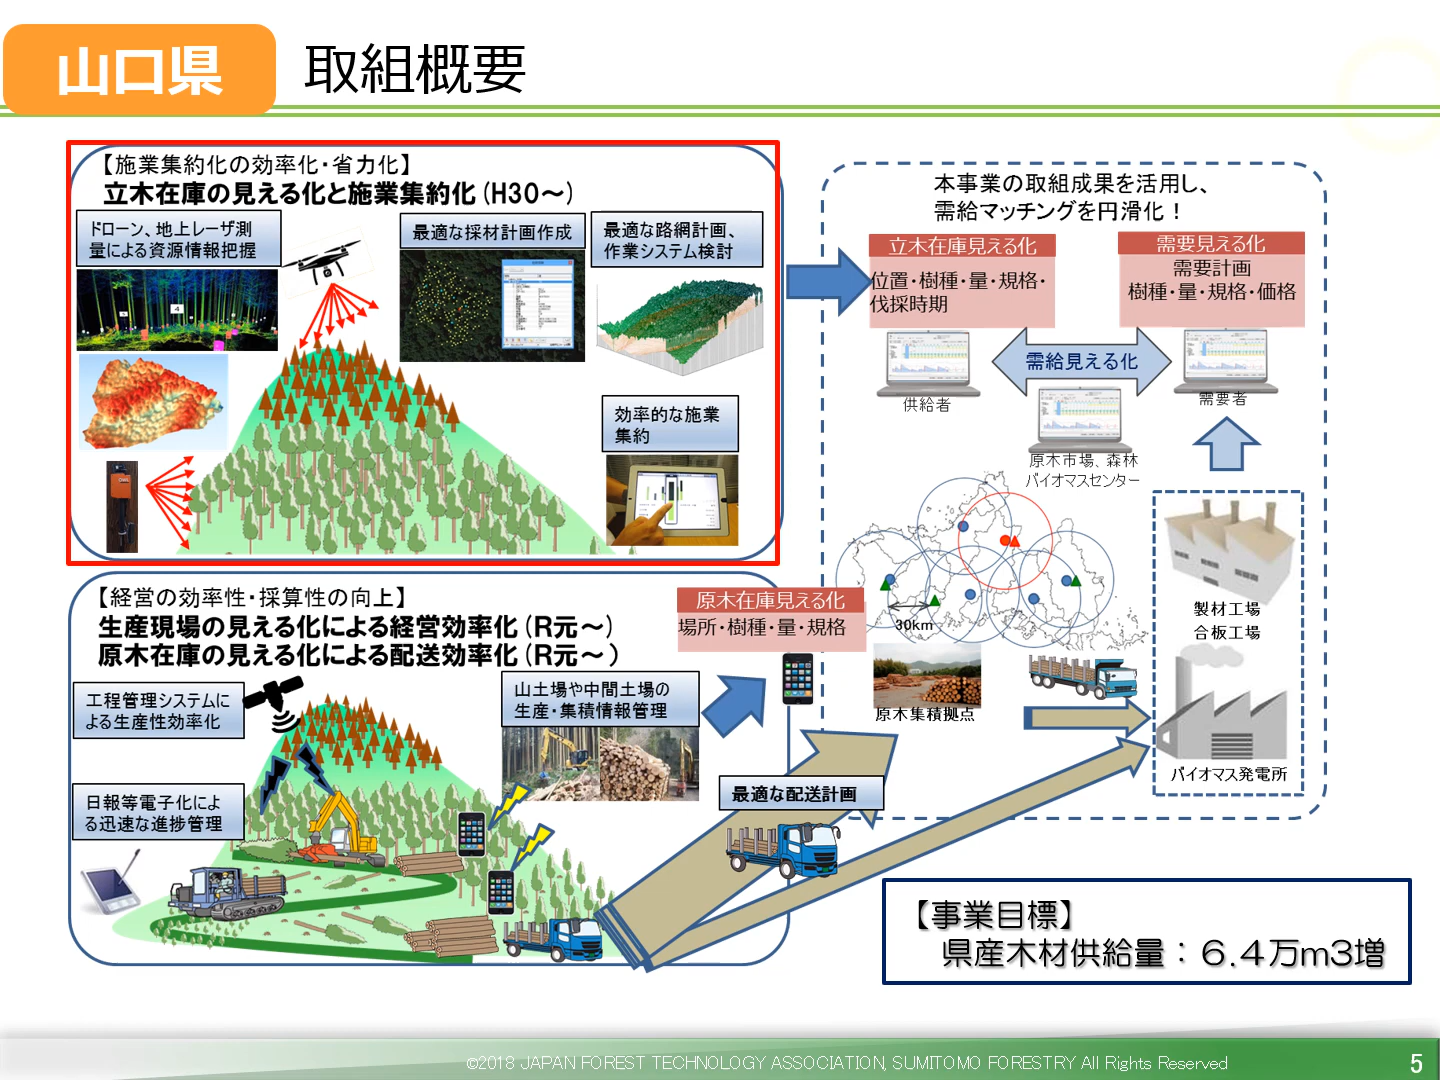 山口県
取組概要
【施業集約化の効率化・省力化】
立木在庫の見える化と施業集約化（H30～）
ドローン、地上レーザ測
量による資源情報把握
最適な採材計画作成
最適な路網計画、
作業システム検討
効率的な施業
集約
本事業の取組成果を活用し、
需給マッチングを円滑化！
立木在庫見える化
位置・樹種・量・規格・
伐採時期
需要見える化
需要計画
樹種・量・規格・価格
需給見える化
供給者
需要者
原木市場、森林
バイオマスセンター
30km
原木集積拠点
製材工場
合板工場
バイオマス発電所
【経営の効率性・採算性の向上】
生産現場の見える化による経営効率化（R元～）
原木在庫の見える化による配送効率化（R元～）
原木在庫見える化
場所・樹種・量・規格
工程管理システムに
よる生産性効率化
山土場や中間土場の
生産・集積情報管理
日報等電子化によ
る迅速な進捗管理
最適な配送計画
【事業目標】
県産木材供給量：６.４万m3増
©2018 JAPAN FOREST TECHNOLOGY ASSOCIATION, SUMITOMO FORESTRY All Rights Reserved
5